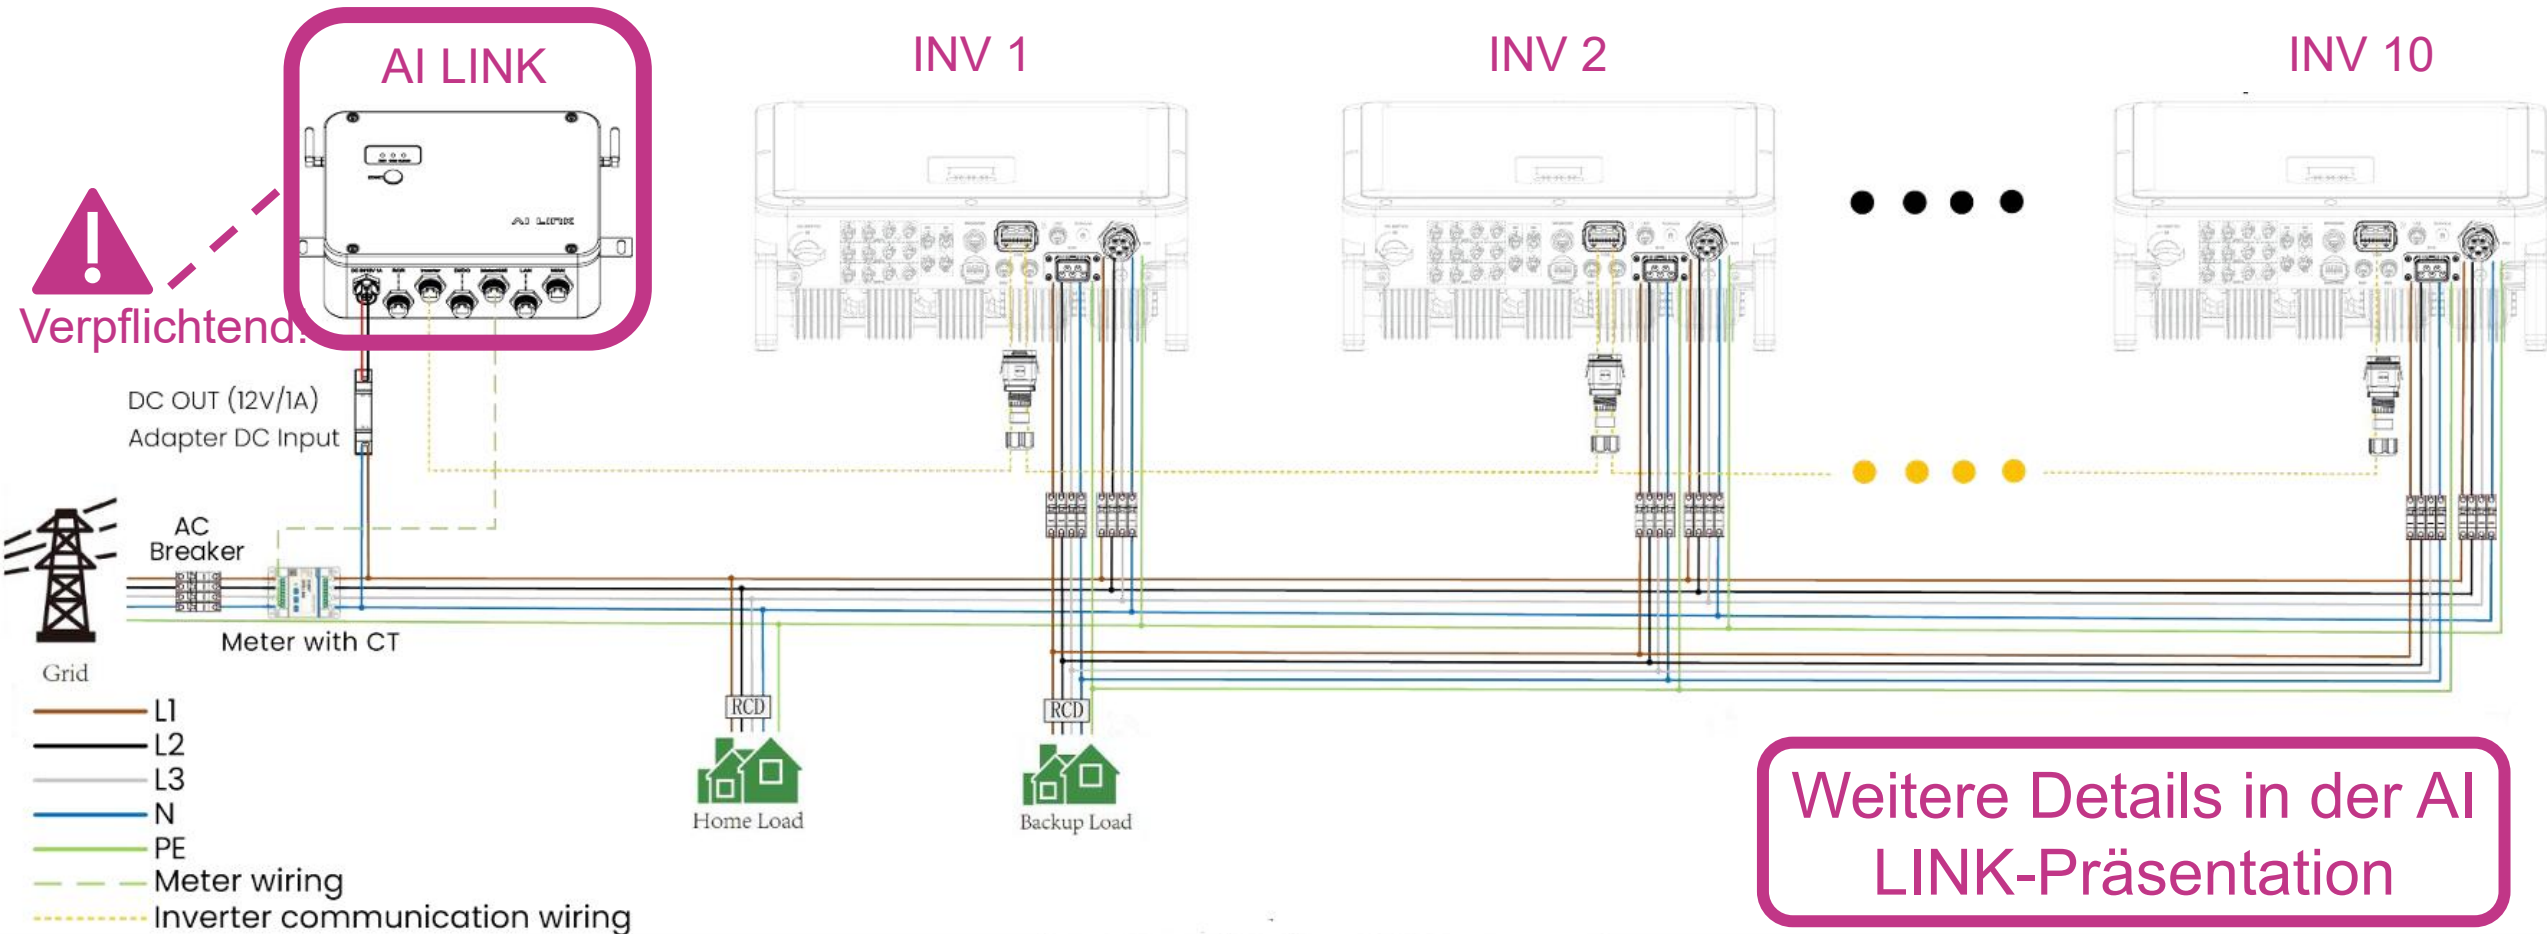 AI LINK
INV 1
INV 2
INV 10
AI LINK
Verpflichtend!
DC OUT (12V/1A)
Adapter DC Input
AC
Breaker
Meter with CT
Grid
RCD
RCD
Home Load
Backup Load
L1
L2
L3
N
PE
Meter wiring
Inverter communication wiring
Weitere Details in der AI
LINK-Präsentation